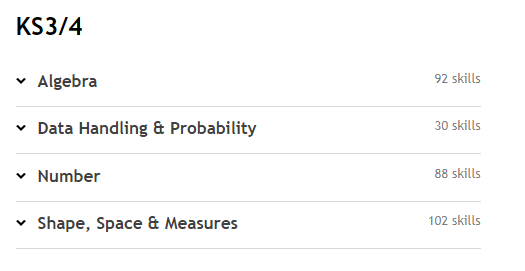 KS3/4
Algebra 92 skills
Data Handling & Probability 30 skills
Number 88 skills
Shape, Space & Measures 102 skills